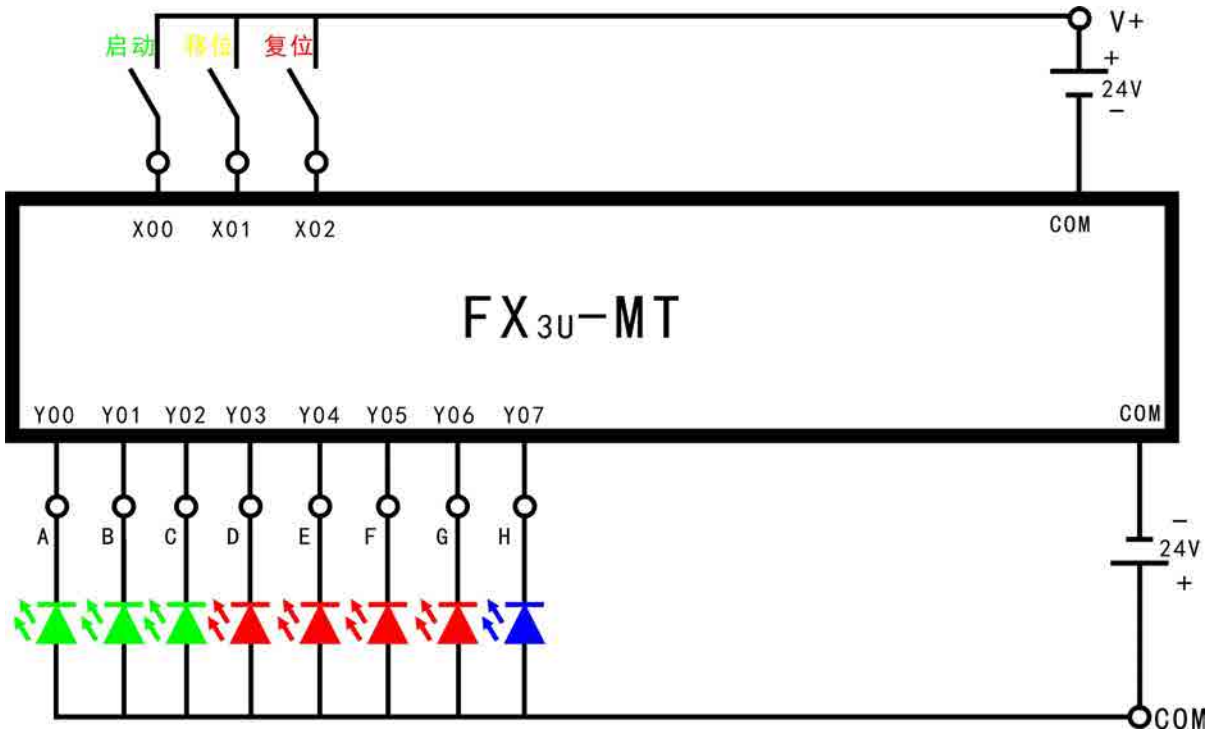 V+
启动 移位 复位
+
24V
-
X00 X01 X02 COM
FX3U-MT
Y00 Y01 Y02 Y03 Y04 Y05 Y06 Y07 COM
A B C D E F G H
-
24V
+
COM